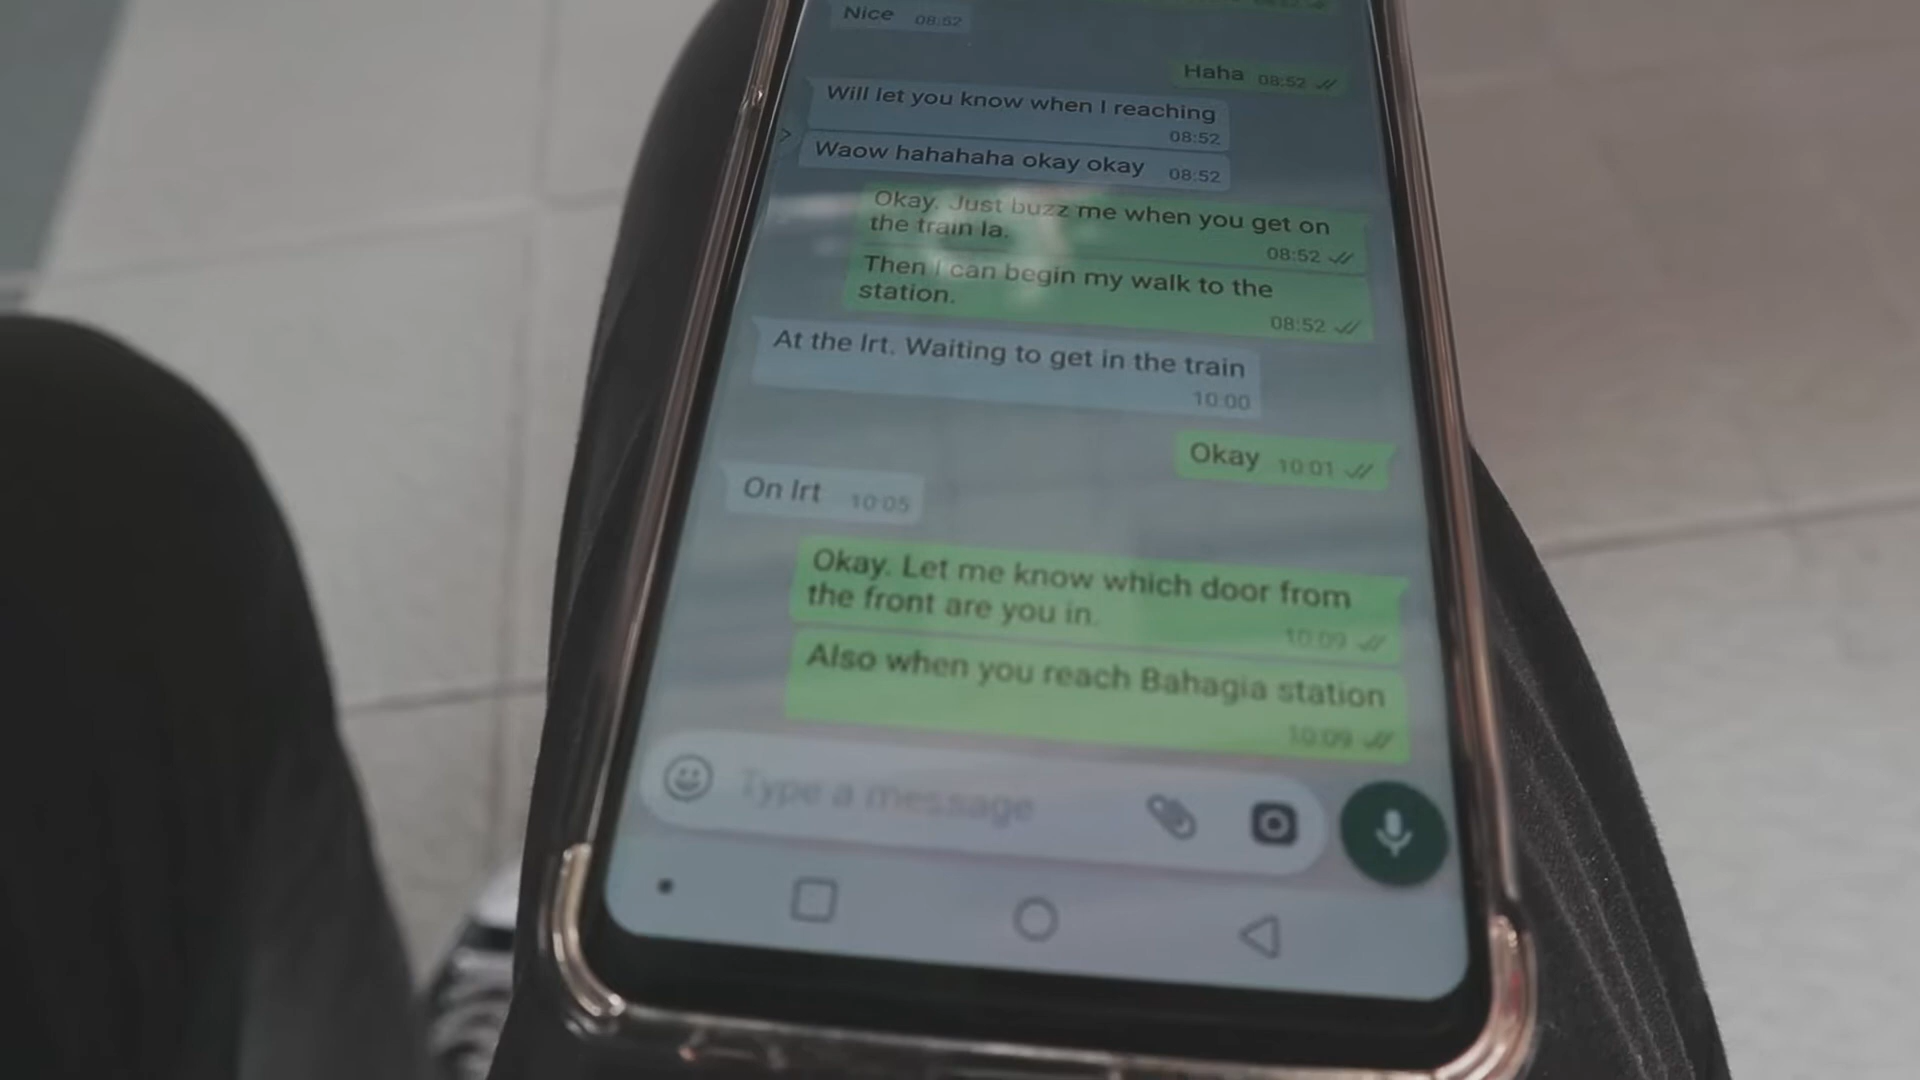 Nice 08:52
Haha 08:52
Will let you know when I reaching
08:52
Waow hahahaha okay okay 08:52
Okay. Just buzz me when you get on
the train la.
08:52
Then I can begin my walk to the
station.
08:52
At the lrt. Waiting to get in the train
10:00
Okay 10:01
On lrt 10:05
Okay. Let me know which door from
the front are you in.
10:09
Also when you reach Bahagia station
10:09
Type a message